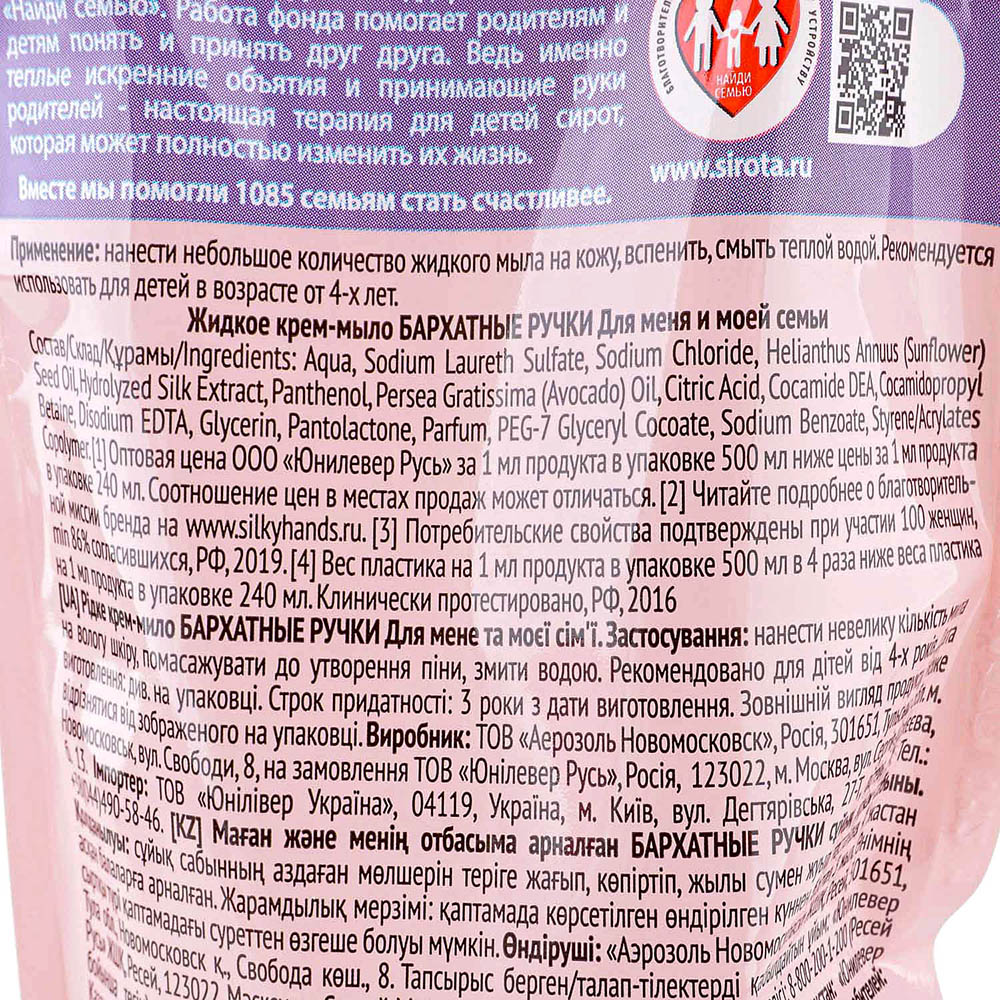 «Найди семью». Работа фонда помогает родителям и
детям понять и принять друг друга. Ведь именно
теплые искренние объятия и принимающие руки
родителей - настоящая терапия для детей сирот,
которая может полностью изменить их жизнь.
Вместе мы помогли 1085 семьям стать счастливее.
УСТРОЙСТВУ
НАЙДИ
СЕМЬЮ
www.sirota.ru
Применение: нанести небольшое количество жидкого мыла на кожу, вспенить, смыть теплой водой. Рекомендуется
использовать для детей в возрасте от 4-х лет.
Жидкое крем-мыло БАРХАТНЫЕ РУЧКИ Для меня и моей семьи
Состав/Склад/Құрамы/Ingredients: Aqua, Sodium Laureth Sulfate, Sodium Chloride, Helianthus Annuus (Sunflower)
Seed Oil, Hydrolyzed Silk Extract, Panthenol, Persea Gratissima (Avocado) Oil, Citric Acid, Cocamide DEA, Cocamidopropyl
Betaine, Disodium EDTA, Glycerin, Pantolactone, Parfum, PEG-7 Glyceryl Cocoate, Sodium Benzoate, Styrene/Acrylates
Copolymer. [1] Оптовая цена ООО «Юнилевер Русь» за 1 мл продукта в упаковке 500 мл ниже цены за 1 мл продукта
в упаковке 240 мл. Соотношение цен в местах продаж может отличаться. [2] Читайте подробнее о благотворитель-
ной миссии бренда на www.silkyhands.ru. [3] Потребительские свойства подтверждены при участии 100 женщин,
min 86% согласившихся, РФ, 2019. [4] Вес пластика на 1 мл продукта в упаковке 500 мл в 4 раза ниже веса пластика
на 1 мл продукта в упаковке 240 мл. Клинически протестировано, РФ, 2016
[UA] Рідке крем-мило БАРХАТНЫЕ РУЧКИ Для мене та моєї сім'ї. Застосування: нанести невелику кількість мила
на вологу шкіру, помасажувати до утворення піни, змити водою. Рекомендовано для дітей від 4-х років. Дата
виготовлення: див. на упаковці. Строк придатності: 3 роки з дати виготовлення. Зовнішній вигляд може
відрізнятися від зображеного на упаковці. Виробник: ТОВ «Аерозоль Новомосковск», Росія, 301651, м.
Новомосковськ, вул. Свободи, 8, на замовлення ТОВ «Юнілевер Русь», Росія, 123022, м. Москва, вул.
б. 13. Імпортер: ТОВ «Юнілівер Україна», 04119, Україна, м. Київ, вул. Дегтярівська, 27-Т Тел.:
490-58-46. [KZ] Маған және менің отбасыма арналған БАРХАТНЫЕ РУЧКИ
Қолданылуы: сұйық сабынның аздаған мөлшерін теріге жағып, көпіртіп, жылы сумен
арналған. Жарамдылық мерзімі: қаптамада көрсетілген өндірілген күннен
қаптамадағы суреттен өзгеше болуы мүмкін. Өндіруші: «Аэрозоль
Новомосковск қ., Свобода көш., 8. Тапсырыс берген/талап-тілектерді
Ресей, 123022